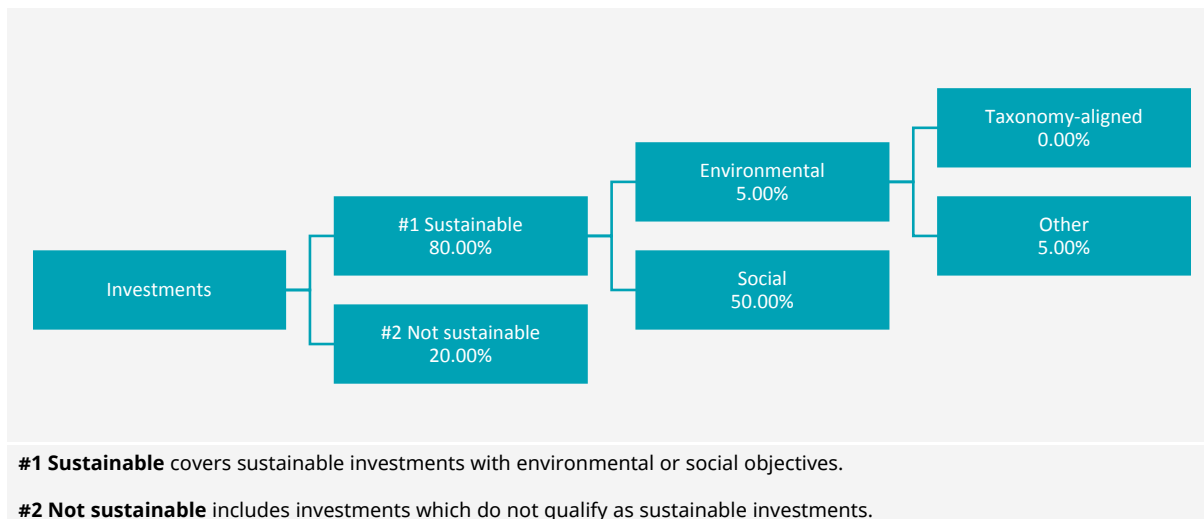 Investments
#1 Sustainable
80.00%
#2 Not sustainable
20.00%
Environmental
5.00%
Social
50.00%
Taxonomy-aligned
0.00%
Other
5.00%
#1 Sustainable covers sustainable investments with environmental or social objectives.
#2 Not sustainable includes investments which do not qualify as sustainable investments.